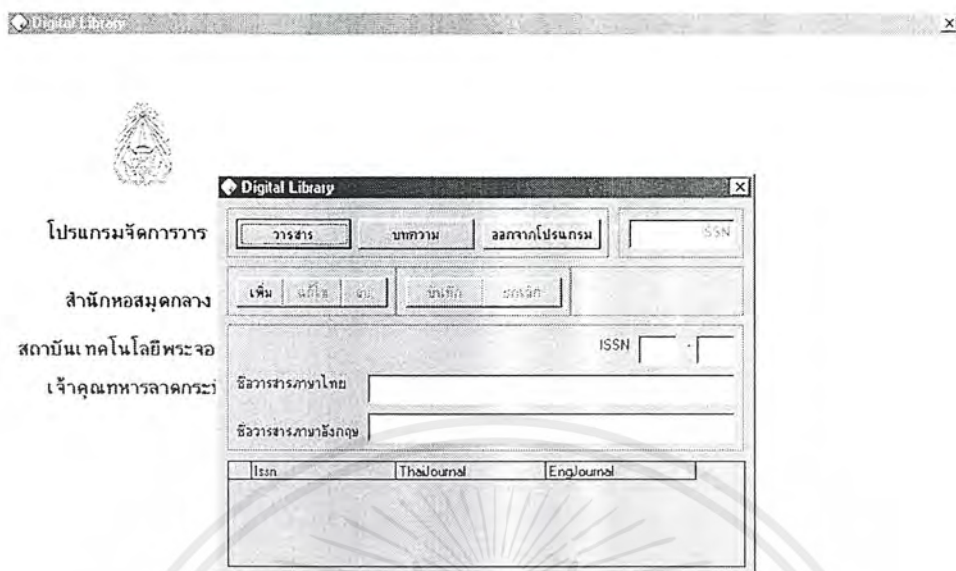 Digital Library
Digital Library
วารสาร บทความ ออกจากโปรแกรม ISSN
โปรแกรมจัดการวาร
เพิ่ม แก้ไข ลบ บันทึก ยกเลิก
สำนักหอสมุดกลาง
ISSN -
สถาบันเทคโนโลยีพระจอ
ชื่อวารสารภาษาไทย
เจ้าคุณทหารลาดกระบั
ชื่อวารสารภาษาอังกฤษ
Issn ThaiJournal EngJournal